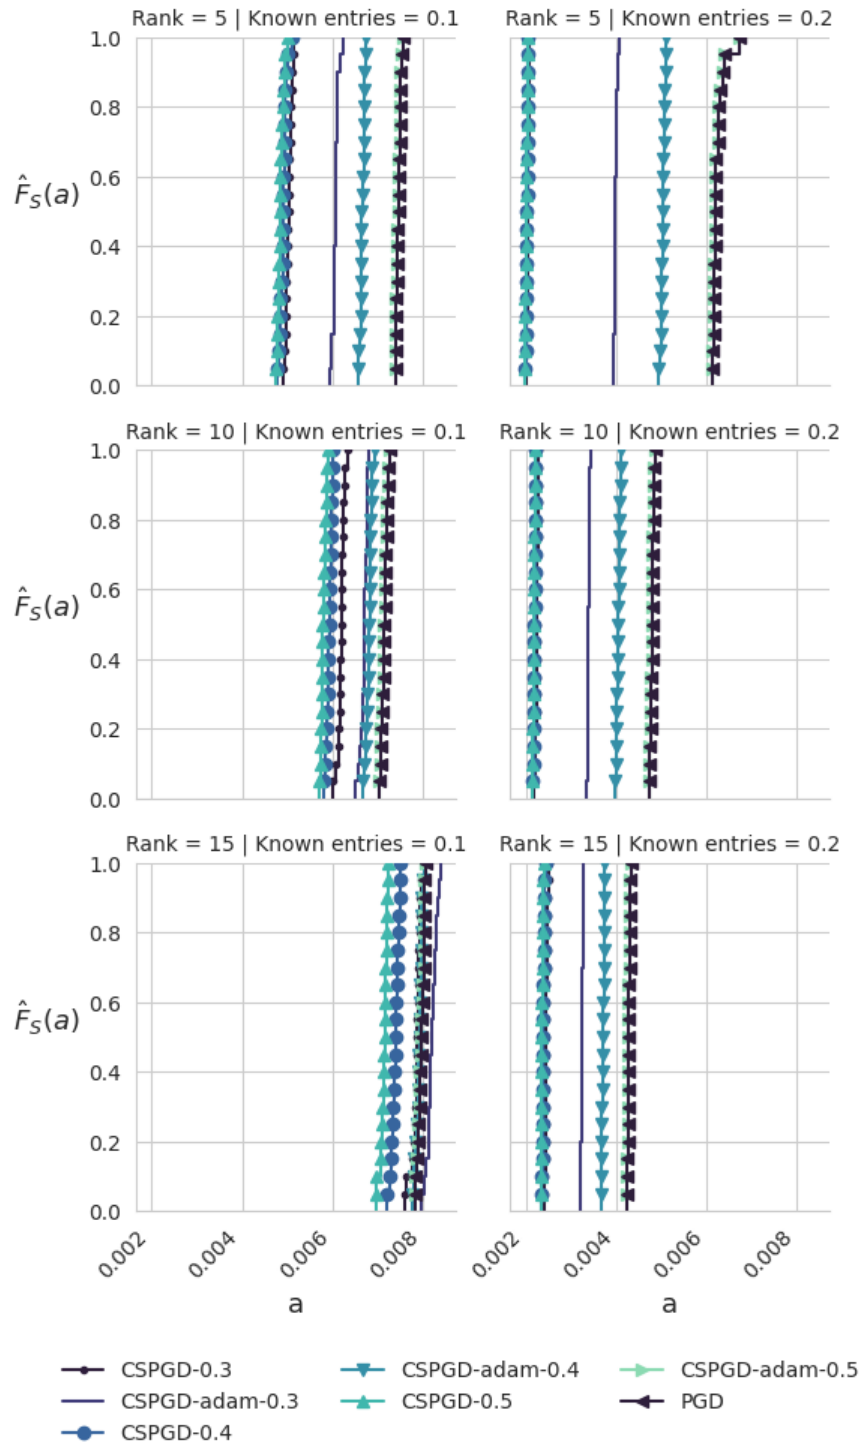 Rank = 5 | Known entries = 0.1
Rank = 5 | Known entries = 0.2
1.0
0.8
0.6
0.4
0.2
0.0
F̂_S(a)
Rank = 10 | Known entries = 0.1
Rank = 10 | Known entries = 0.2
1.0
0.8
0.6
0.4
0.2
0.0
F̂_S(a)
Rank = 15 | Known entries = 0.1
Rank = 15 | Known entries = 0.2
1.0
0.8
0.6
0.4
0.2
0.0
F̂_S(a)
0.002 0.004 0.006 0.008
0.002 0.004 0.006 0.008
a
a
CSPGD-0.3
CSPGD-adam-0.3
CSPGD-0.4
CSPGD-adam-0.4
CSPGD-0.5
CSPGD-adam-0.5
PGD